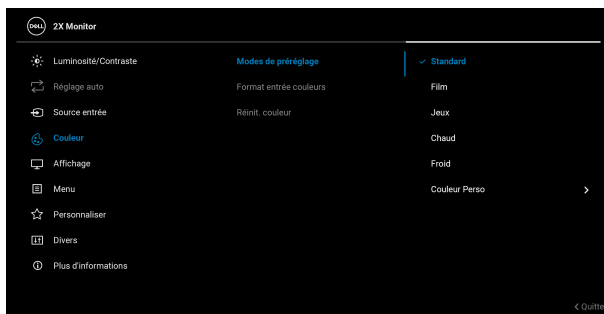 DELL 2X Monitor
Luminosité/Contraste
Modes de préréglage
Standard
Réglage auto
Format entrée couleurs
Film
Source entrée
Réinit. couleur
Jeux
Couleur
Chaud
Affichage
Froid
Menu
Couleur Perso
Personnaliser
Divers
Plus d'informations
Quitte